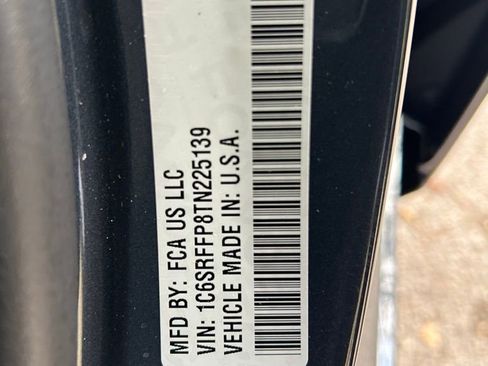 MFD BY: FCA US LLC
VIN: 1C6SRFFP8TN225139
VEHICLE MADE IN: U.S.A.